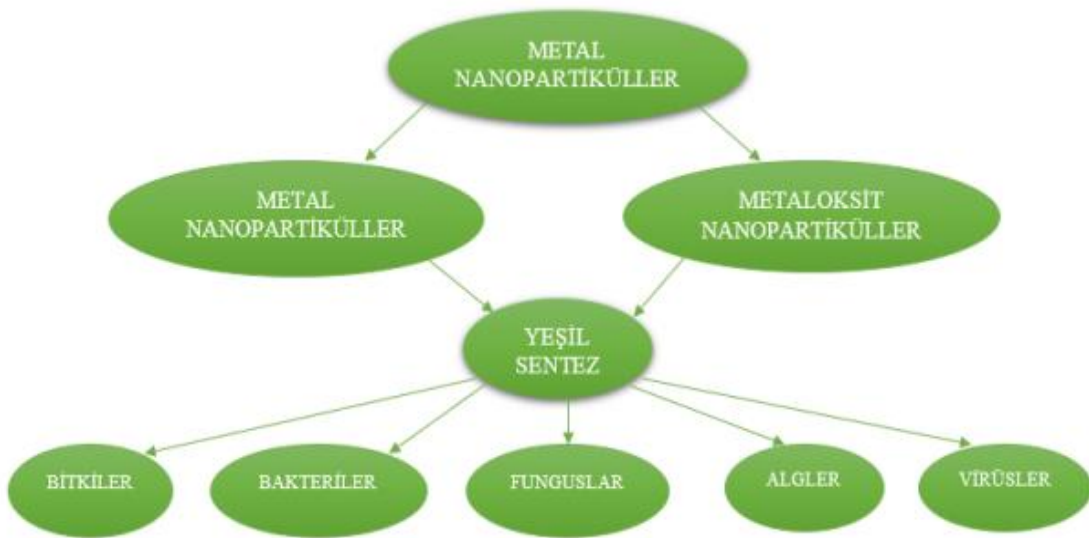 METAL
NANOPARTİKÜLLER
METAL
NANOPARTİKÜLLER
METALOKSİT
NANOPARTİKÜLLER
YEŞİL
SENTEZ
BİTKİLER
BAKTERİLER
FUNGUSLAR
ALGLER
VİRÜSLER